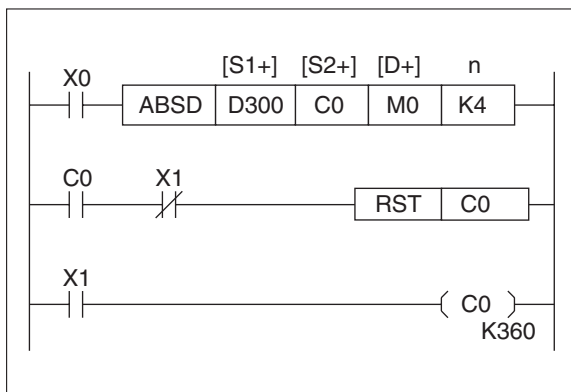 [S1+] [S2+] [D+] n
X0
ABSD D300 C0 M0 K4
C0 X1
RST C0
X1
C0
K360